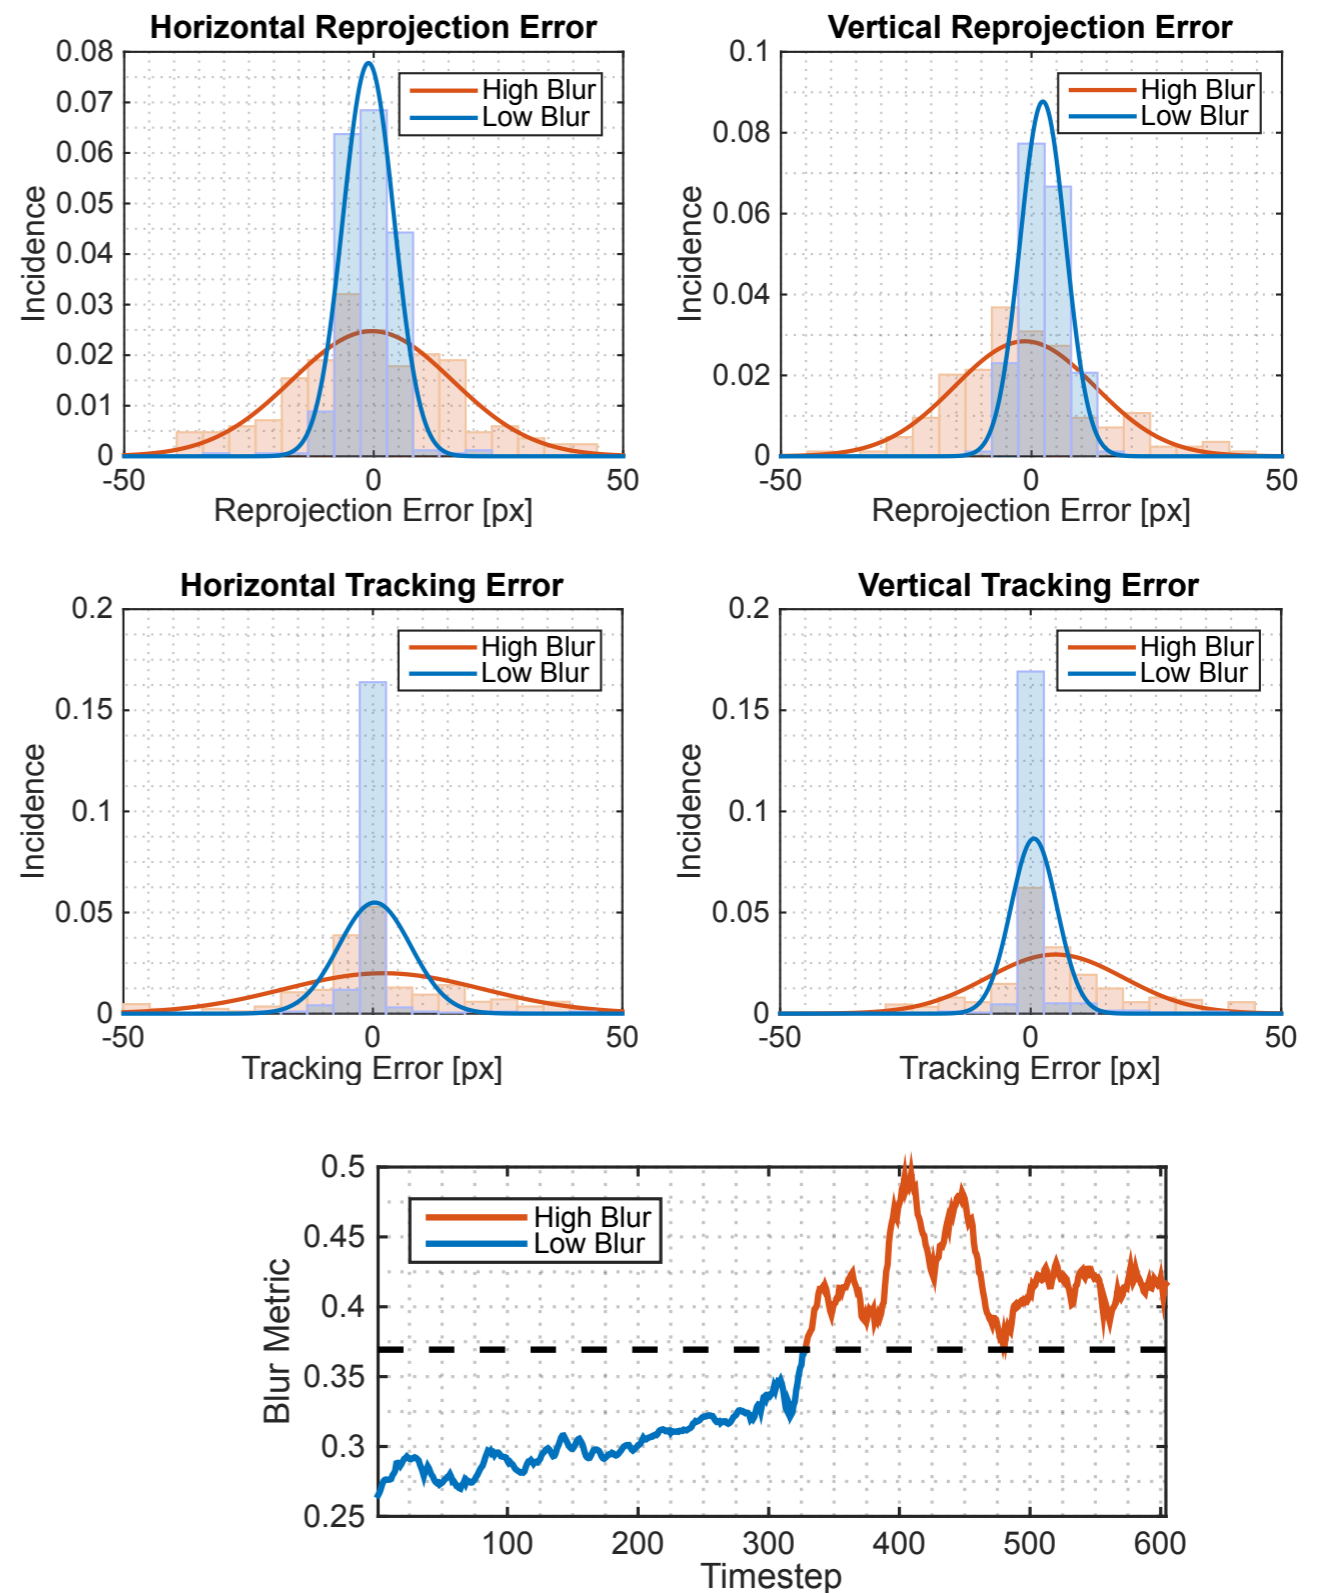 Horizontal Reprojection Error
0.08
0.07
0.06
0.05
0.04
0.03
0.02
0.01
0
Incidence
High Blur
Low Blur
-50
0
50
Reprojection Error [px]
Vertical Reprojection Error
0.1
0.08
0.06
0.04
0.02
0
Incidence
High Blur
Low Blur
-50
0
50
Reprojection Error [px]
Horizontal Tracking Error
0.2
0.15
0.1
0.05
0
Incidence
High Blur
Low Blur
-50
0
50
Tracking Error [px]
Vertical Tracking Error
0.2
0.15
0.1
0.05
0
Incidence
High Blur
Low Blur
-50
0
50
Tracking Error [px]
0.5
0.45
0.4
0.35
0.3
0.25
Blur Metric
High Blur
Low Blur
100
200
300
400
500
600
Timestep